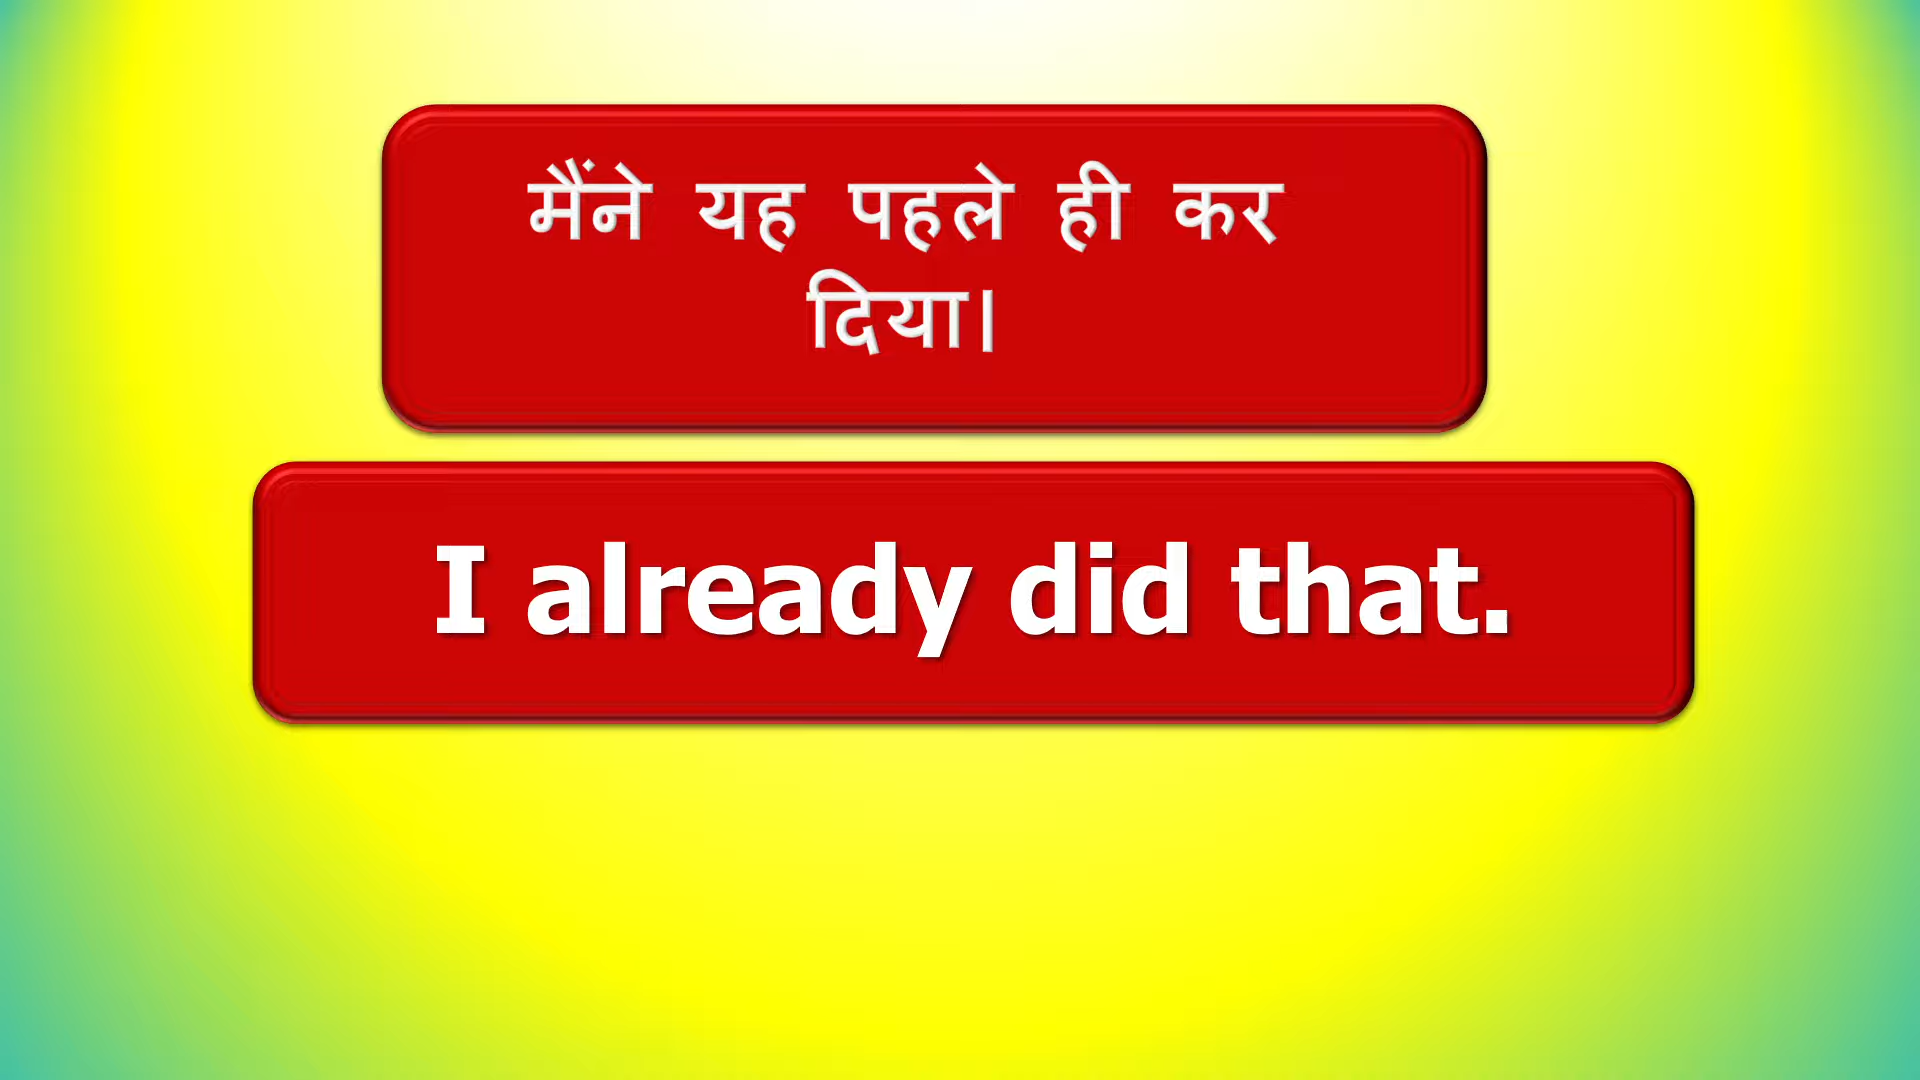 मैंने यह पहले ही कर
दिया।
I already did that.